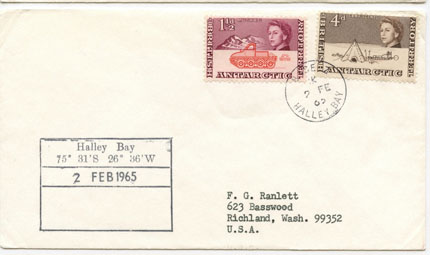 1½d
BRITISH
TERRITORY
ANTARCTIC
4d
BRITISH
TERRITORY
ANTARCTIC
2 FE
65
HALLEY BAY
Halley Bay
75° 31'S 26° 36'W
2 FEB 1965
F. G. Ranlett
623 Basswood
Richland, Wash. 99352
U.S.A.